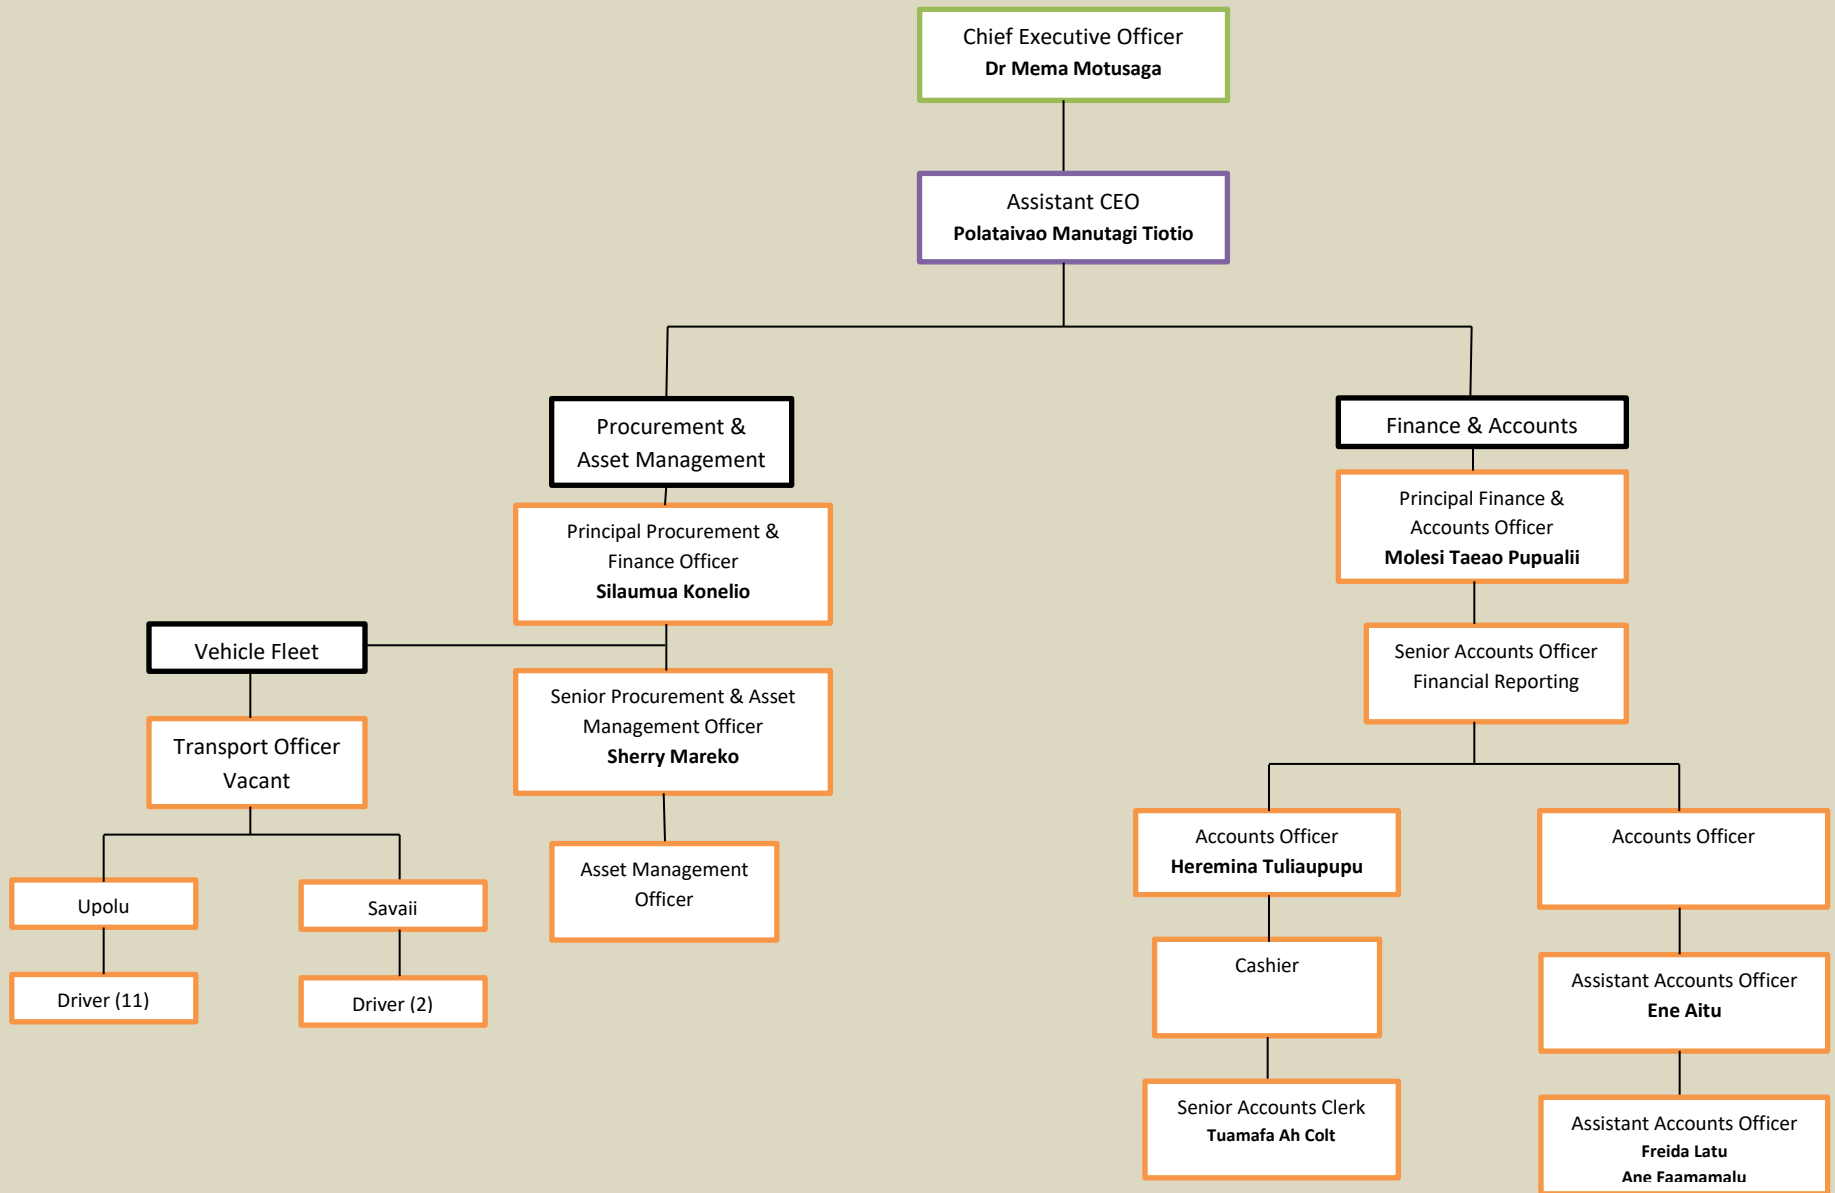 Chief Executive Officer
Dr Mema Motusaga
Assistant CEO
Polataivao Manutagi Tiotio
Procurement &
Asset Management
Principal Procurement &
Finance Officer
Silaumua Konelio
Vehicle Fleet
Transport Officer
Vacant
Upolu
Driver (11)
Savaii
Driver (2)
Senior Procurement & Asset
Management Officer
Sherry Mareko
Asset Management
Officer
Finance & Accounts
Principal Finance &
Accounts Officer
Molesi Taeao Pupualii
Senior Accounts Officer
Financial Reporting
Accounts Officer
Heremina Tuliaupupu
Cashier
Senior Accounts Clerk
Tuamafa Ah Colt
Accounts Officer
Assistant Accounts Officer
Ene Aitu
Assistant Accounts Officer
Freida Latu
Ane Faamamalu